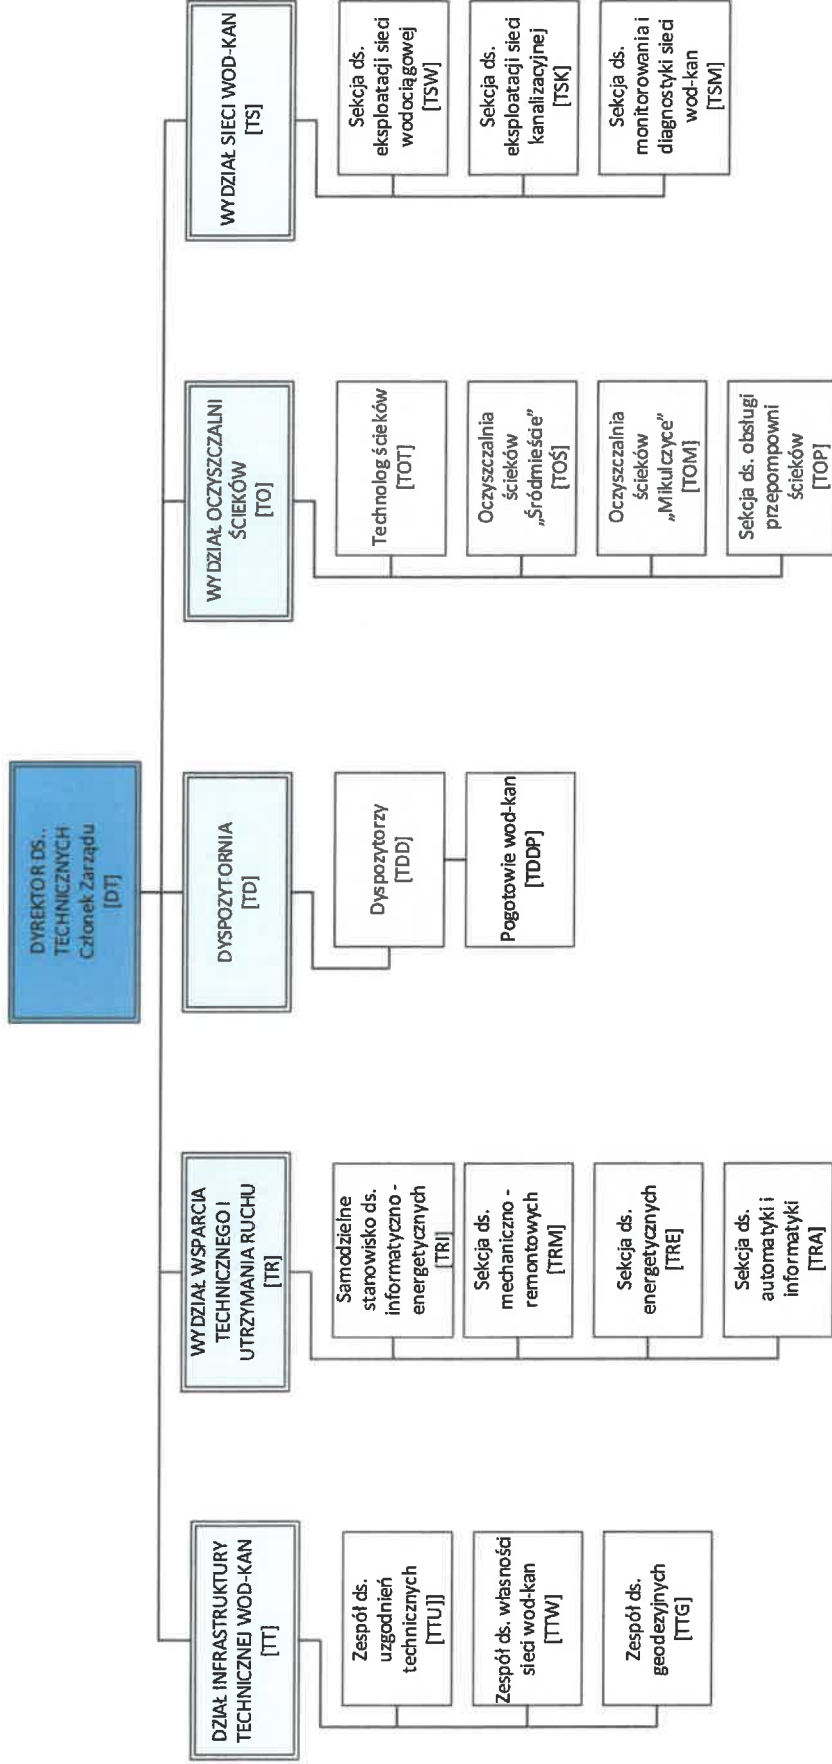 DYREKTOR DS..
TECHNICZNYCH
Członek Zarządu
[DT]
DZIAŁ INFRASTRUKTURY
TECHNICZNEJ WOD-KAN
[TT]
Zespół ds.
uzgodnień
technicznych
[TTU]]
Zespół ds. własności
sieci wod-kan
[TTW]
Zespół ds.
geodezyjnych
[TTG]
WYDZIAŁ WSPARCIA
TECHNICZNEGO I
UTRZYMANIA RUCHU
[TR]
Samodzielne
stanowisko ds.
informatyczno -
energetycznych
[TRI]
Sekcja ds.
mechaniczno -
remontowych
[TRM]
Sekcja ds.
energetycznych
[TRE]
Sekcja ds.
automatyki i
informatyki
[TRA]
DYSPOZYTORNIA
[TD]
Dyspozytorzy
[TDD]
Pogotowie wod-kan
[TDDP]
WYDZIAŁ OCZYSZCZALNI
ŚCIEKÓW
[TO]
Technolog ścieków
[TOT]
Oczyszczalnia
ścieków
„Śródmieście”
[TOŚ]
Oczyszczalnia
ścieków
„Mikulczyce”
[TOM]
Sekcja ds. obsługi
przepompowni
ścieków
[TOP]
WYDZIAŁ SIECI WOD-KAN
[TS]
Sekcja ds.
eksploatacji sieci
wodociągowej
[TSW]
Sekcja ds.
eksploatacji sieci
kanalizacyjnej
[TSK]
Sekcja ds.
monitorowania i
diagnostyki sieci
wod-kan
[TSM]